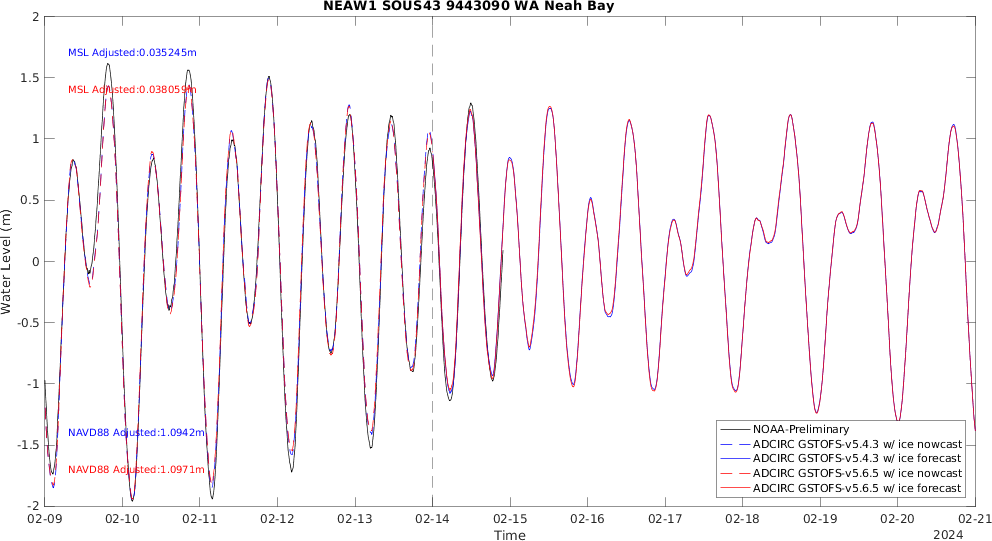 NEAW1 SOUS43 9443090 WA Neah Bay
2
1.5
1
0.5
0
-0.5
-1
-1.5
-2
Water Level (m)
MSL Adjusted:0.035245m
MSL Adjusted:0.038059m
NAVD88 Adjusted:1.0942m
NAVD88 Adjusted:1.0971m
NOAA-Preliminary
ADCIRC GSTOFS-v5.4.3 w/ ice nowcast
ADCIRC GSTOFS-v5.4.3 w/ ice forecast
ADCIRC GSTOFS-v5.6.5 w/ ice nowcast
ADCIRC GSTOFS-v5.6.5 w/ ice forecast
02-09 02-10 02-11 02-12 02-13 02-14 02-15 02-16 02-17 02-18 02-19 02-20 02-21
Time
2024